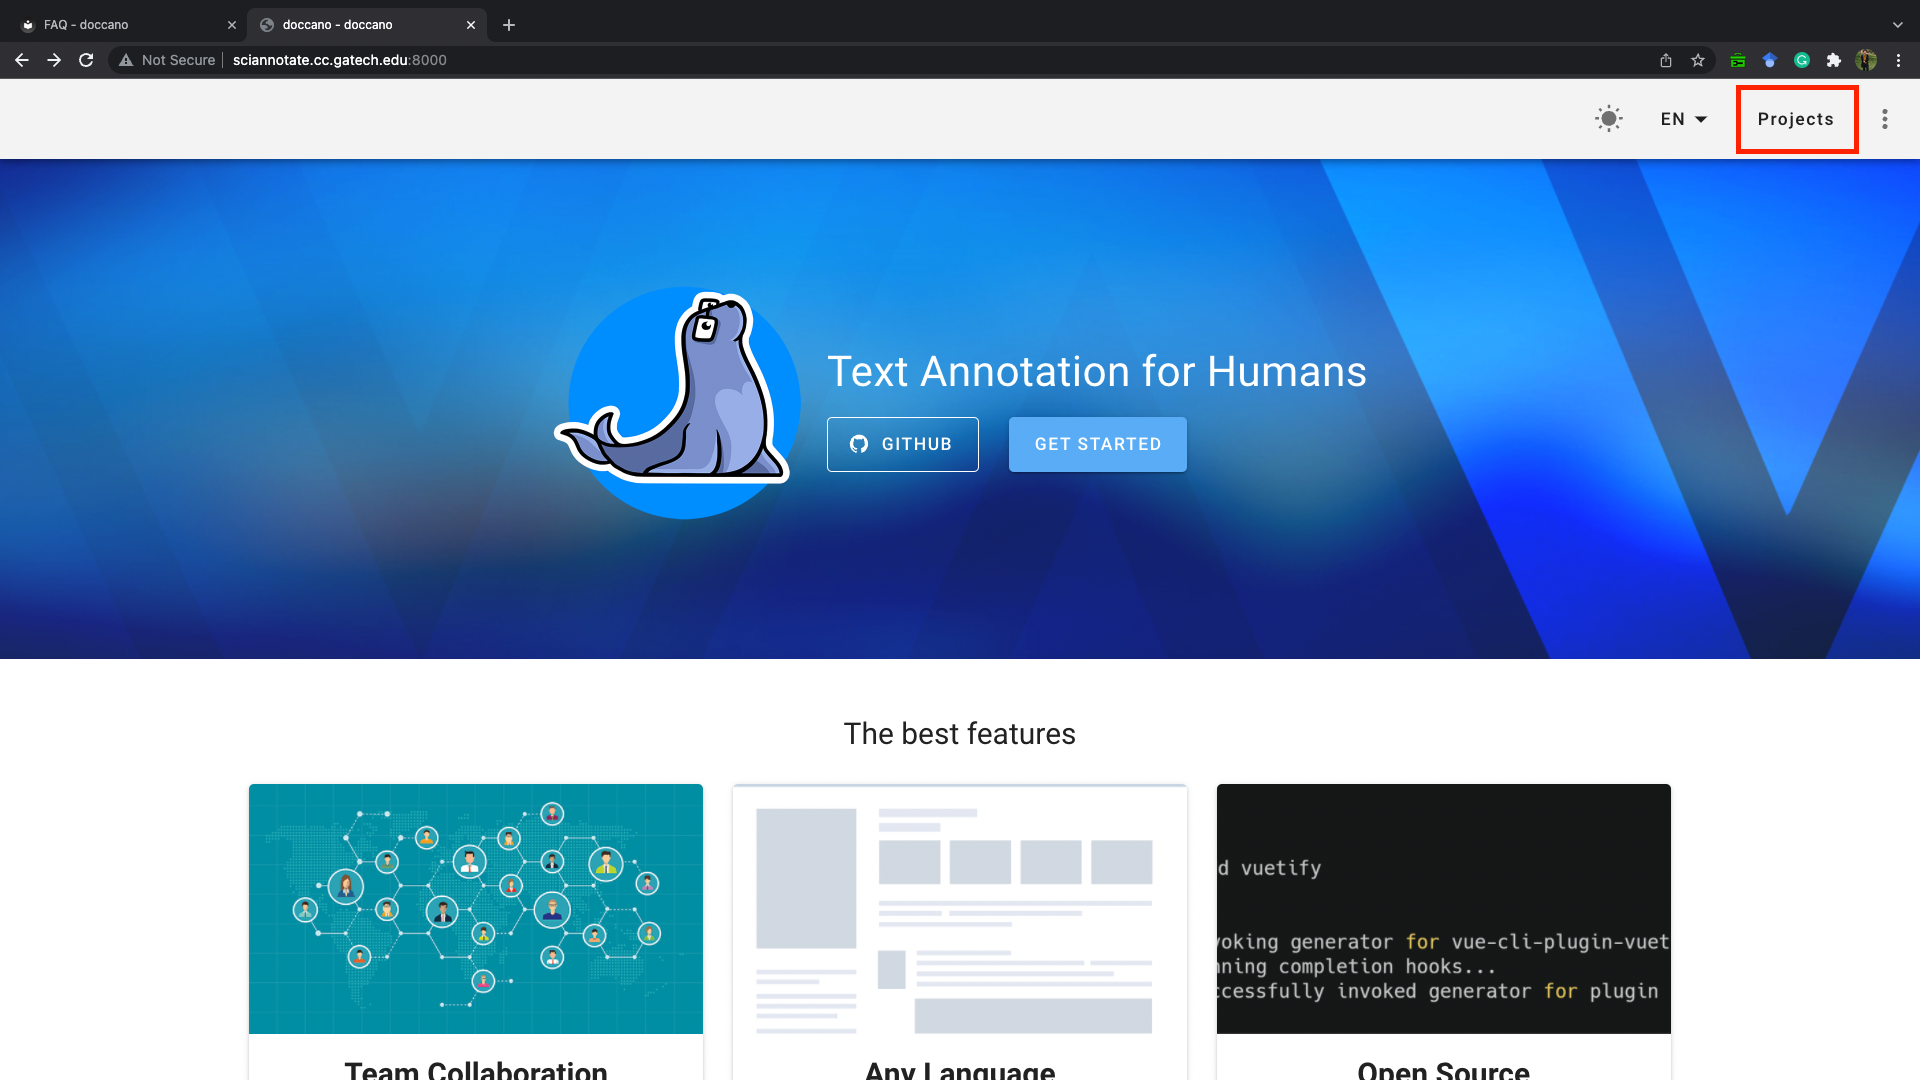 FAQ - doccano
doccano - doccano
Not Secure
sciannotate.cc.gatech.edu:8000
EN
Projects
Text Annotation for Humans
GITHUB
GET STARTED
The best features
d vuetify
voking generator for vue-cli-plugin-vuet
nning completion hooks...
ccessfully invoked generator for plugin
Team Collaboration
Any Language
Open Source